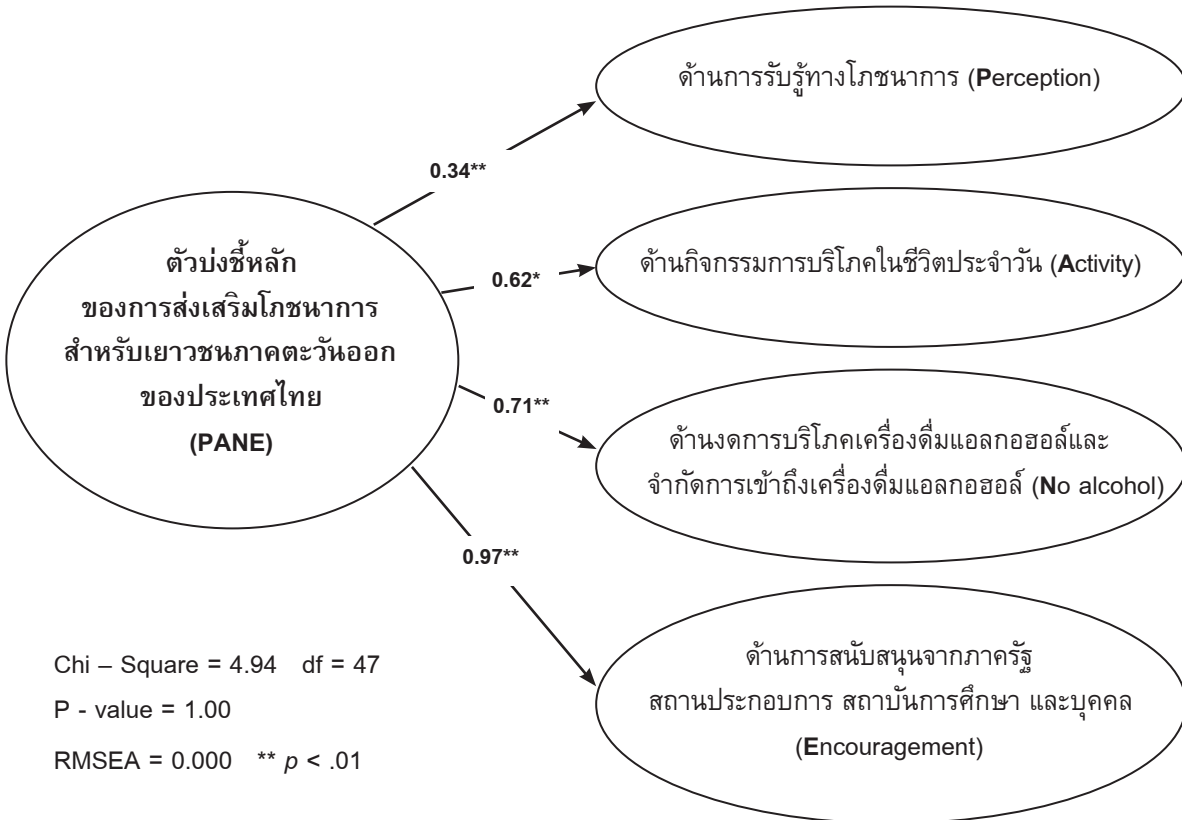 ด้านการรับรู้ทางโภชนาการ (Perception)
0.34**
ตัวบ่งชี้หลัก
ของการส่งเสริมโภชนาการ
สำหรับเยาวชนภาคตะวันออก
ของประเทศไทย
(PANE)
0.62*
ด้านกิจกรรมการบริโภคในชีวิตประจำวัน (Activity)
0.71**
ด้านงดการบริโภคเครื่องดื่มแอลกอฮอล์และ
จำกัดการเข้าถึงเครื่องดื่มแอลกอฮอล์ (No alcohol)
0.97**
ด้านการสนับสนุนจากภาครัฐ
สถานประกอบการ สถาบันการศึกษา และบุคคล
(Encouragement)
Chi – Square = 4.94 df = 47
P - value = 1.00
RMSEA = 0.000 ** p < .01